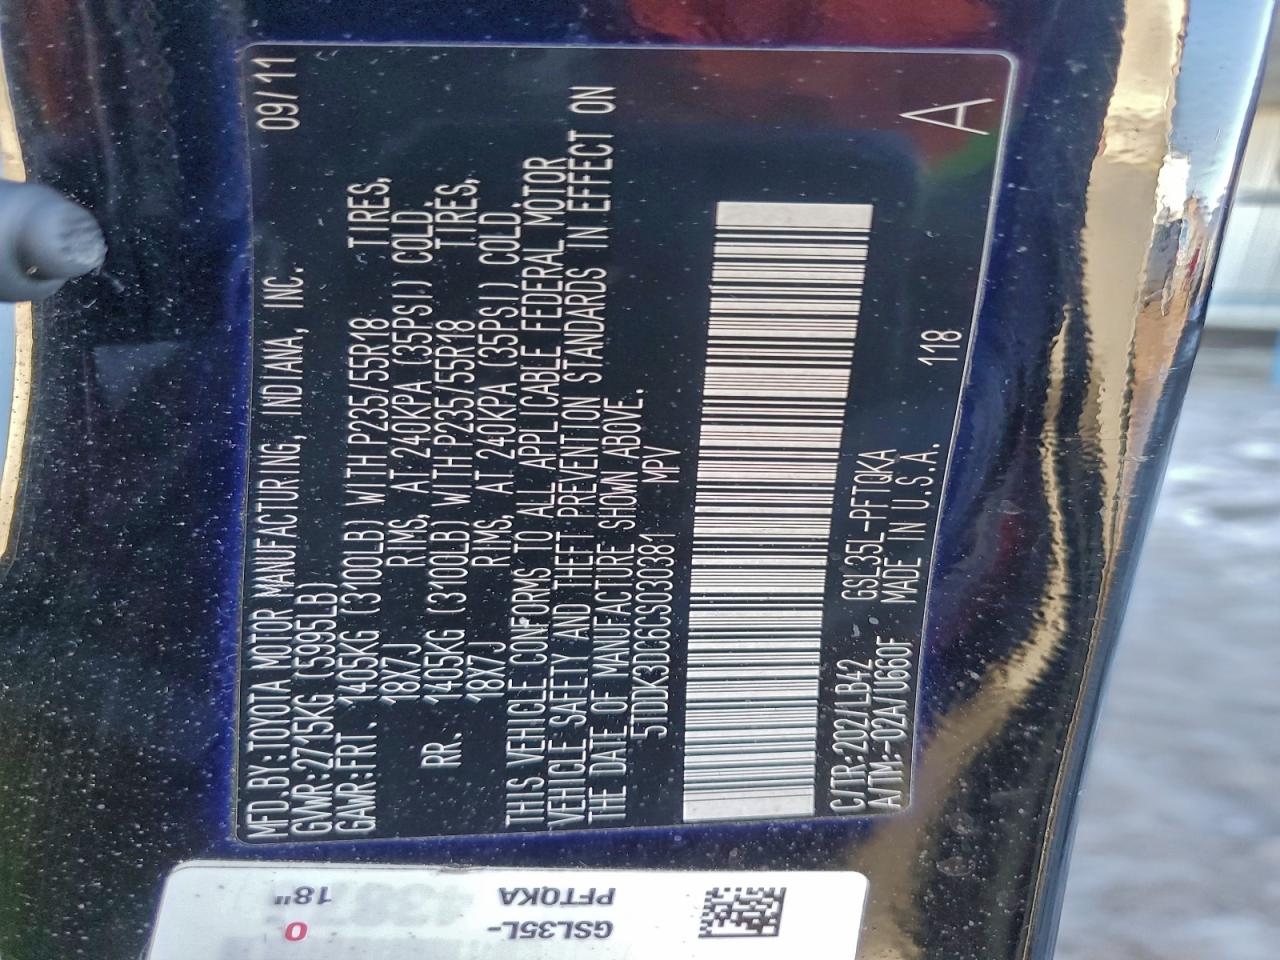 MFD.BY:TOYOTA MOTOR MANUFACTURING, INDIANA, INC. 09/11
GVWR:2715KG (5995LB)
GAWR:FRT. 1405KG (3100LB) WITH P235/55R18 TIRES,
18X7J RIMS, AT 240KPA (35PSI) COLD.
RR. 1405KG (3100LB) WITH P235/55R18 TIRES,
18X7J RIMS, AT 240KPA (35PSI) COLD.
THIS VEHICLE CONFORMS TO ALL APPLICABLE FEDERAL MOTOR
VEHICLE SAFETY AND THEFT PREVENTION STANDARDS IN EFFECT ON
THE DATE OF MANUFACTURE SHOWN ABOVE.
5TDDK3DC6CS030381 MPV
C/TR:202/LB42 GSL35L-PFTQKA 118 A
A/TM:-02A/U660F MADE IN U.S.A.
GSL35L-
PFTQKA
0
18"